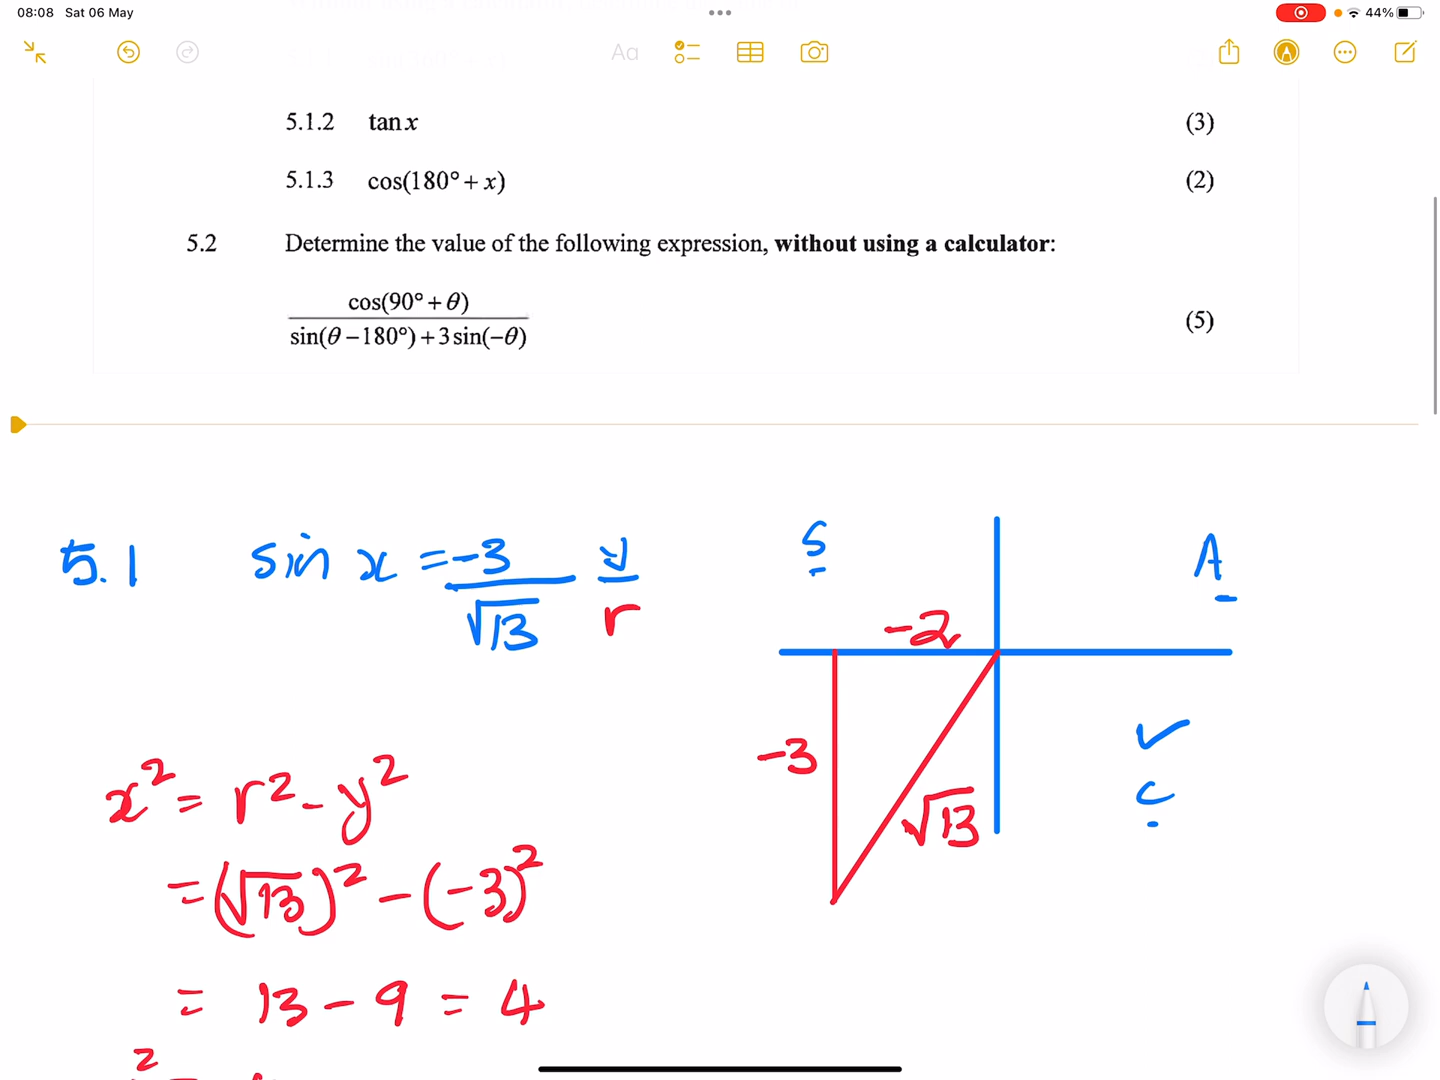 08:08 Sat 06 May
44%
Aa
5.1.2 tan x (3)
5.1.3 cos(180° + x) (2)
5.2 Determine the value of the following expression, without using a calculator:
cos(90° + θ)
sin(θ − 180°) + 3 sin(−θ) (5)
5.1 sin x = −3 y
√13 r
S
A
-2
-3
√13
C
x² = r² - y²
= (√13)² - (-3)²
= 13 - 9 = 4